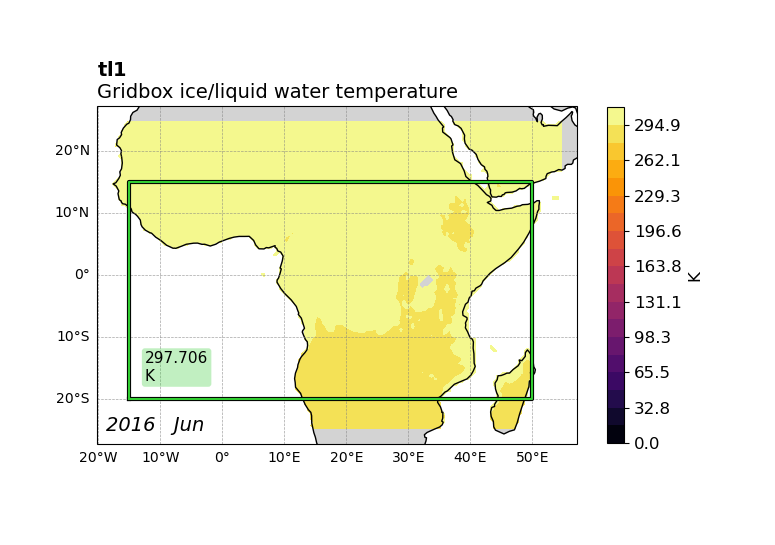 tl1
Gridbox ice/liquid water temperature
20°N
10°N
0°
10°S
20°S
297.706
K
2016 Jun
20°W 10°W 0° 10°E 20°E 30°E 40°E 50°E
294.9
262.1
229.3
196.6
163.8
131.1
98.3
65.5
32.8
0.0
K